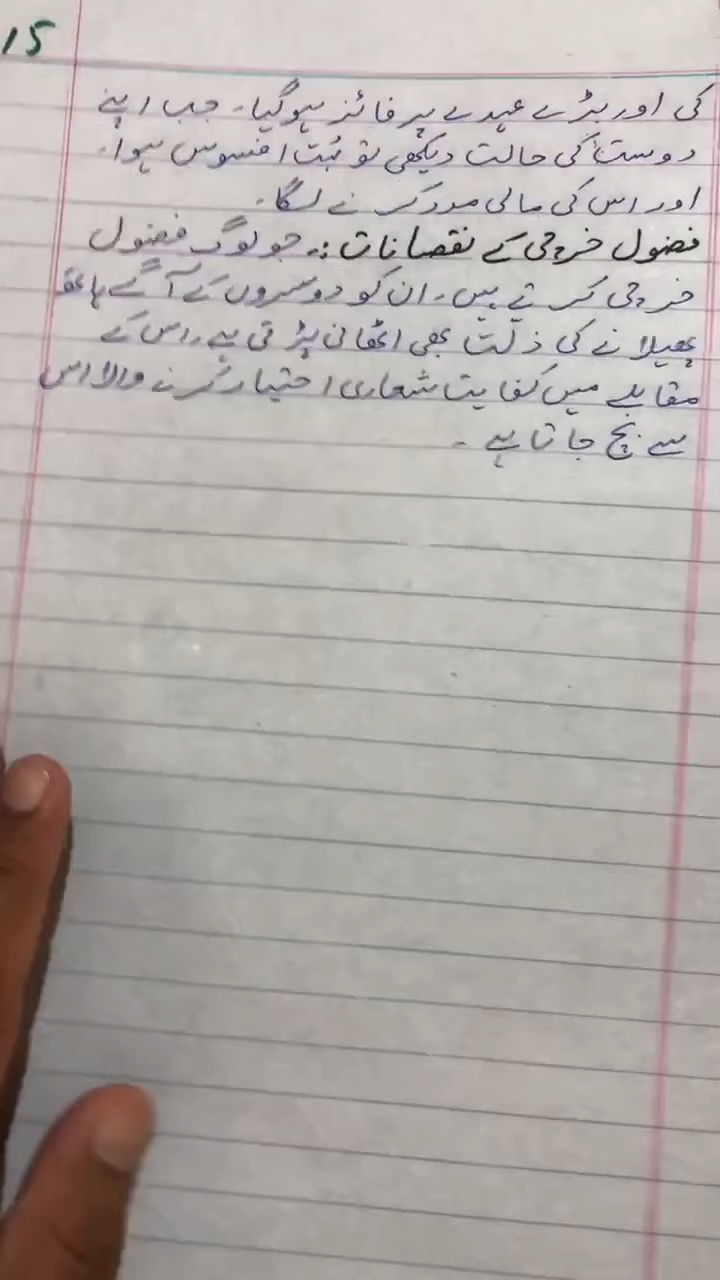 15
کی اور بڑے عہدے پر فائز ہوگیا۔ جب اپنے
دوست کی حالت دیکھی تو بُت افسوس ہوا۔
اور اس کی مالی مدد کرنے لگا۔
فضول خرچی کے نقصانات :۔ جو لوگ فضول
خرچی کرتے ہیں۔ ان کو دوسروں کے آگے ہاتھ
پھیلانے کی ذلت بھی اٹھانی پڑتی ہے۔ اس کے
مقابلے میں کفایت شعاری اختیار کرنے والا اس
سے بچ جاتا ہے۔